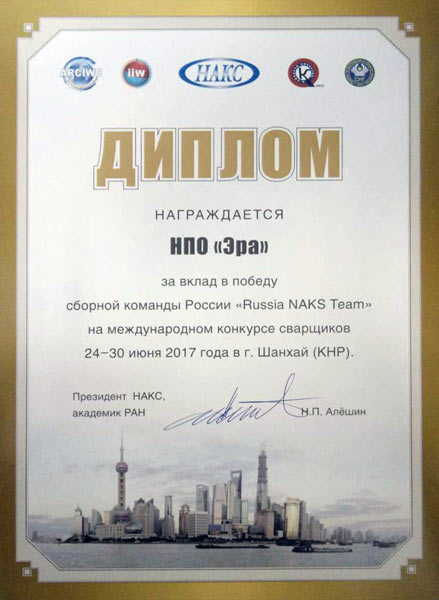 ARCIWE
iiw
НАКС
K
СНГ
ДИПЛОМ
НАГРАЖДАЕТСЯ
НПО «Эра»
за вклад в победу
сборной команды России «Russia NAKS Team»
на международном конкурсе сварщиков
24–30 июня 2017 года в г. Шанхай (КНР).
Президент НАКС,
академик РАН
Н.П. Алёшин